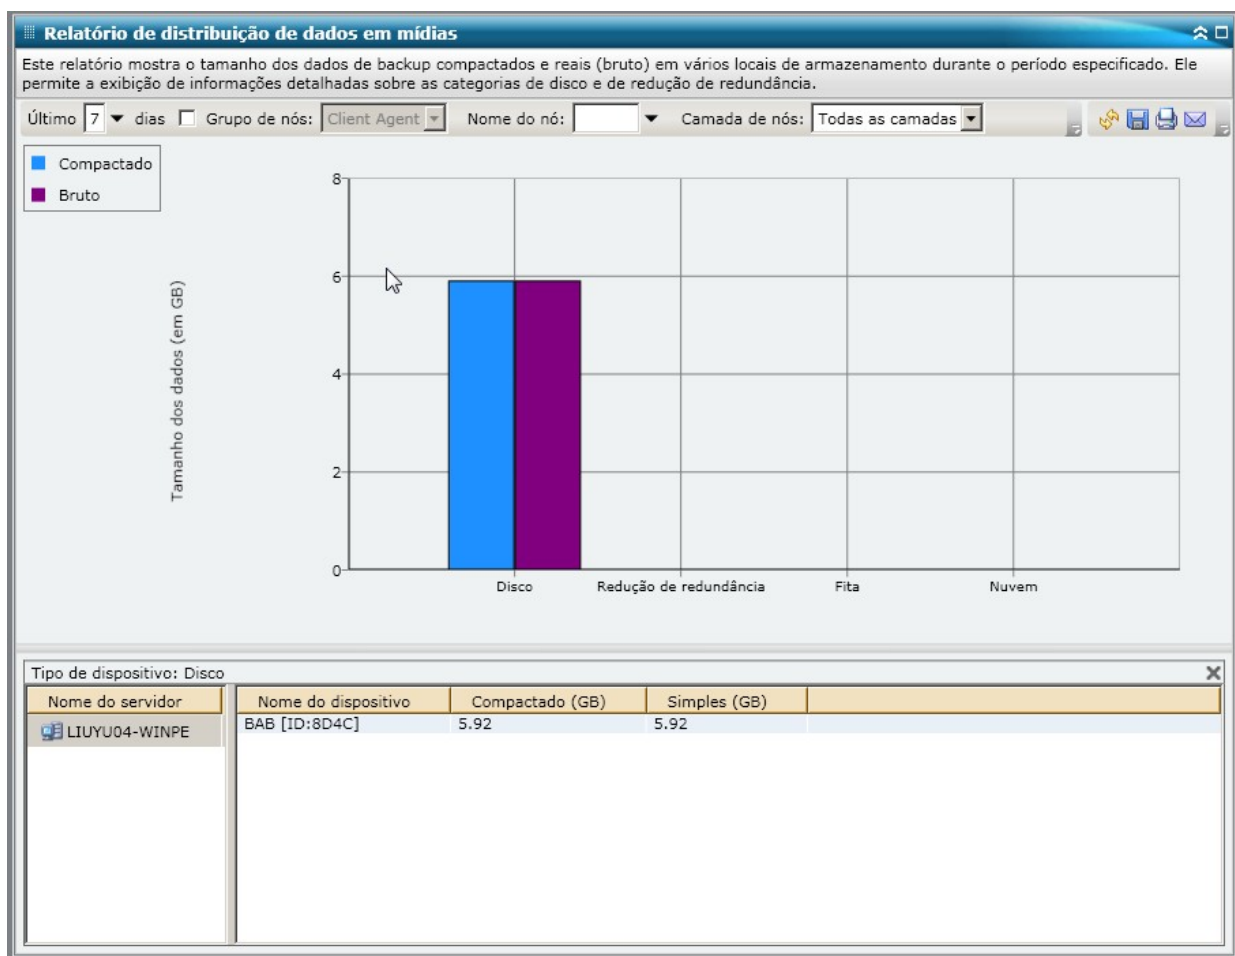 Relatório de distribuição de dados em mídias
Este relatório mostra o tamanho dos dados de backup compactados e reais (bruto) em vários locais de armazenamento durante o período especificado. Ele
permite a exibição de informações detalhadas sobre as categorias de disco e de redução de redundância.
Último 7 dias Grupo de nós: Client Agent Nome do nó: Camada de nós: Todas as camadas
Compactado
Bruto
Tamanho dos dados (em GB)
8
6
4
2
0
Disco Redução de redundância Fita Nuvem
Tipo de dispositivo: Disco
Nome do servidor Nome do dispositivo Compactado (GB) Simples (GB)
LIUYU04-WINPE BAB [ID:8D4C] 5.92 5.92